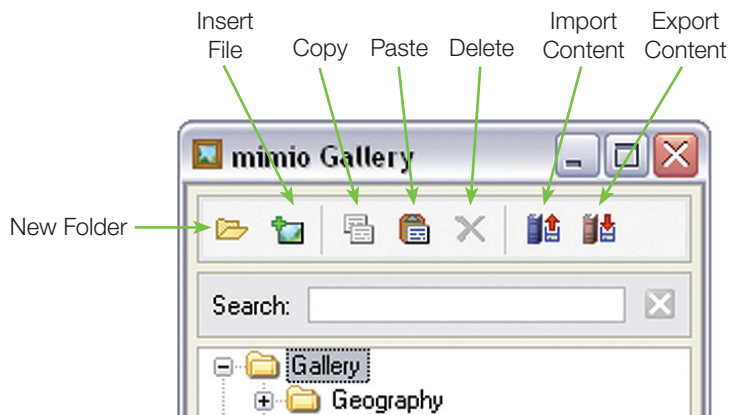 Insert
File
Copy
Paste
Delete
Import
Content
Export
Content
mimio Gallery
New Folder
Search:
Gallery
Geography